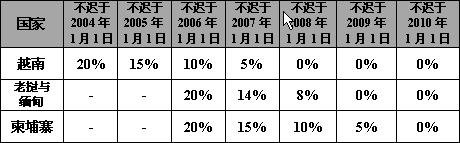 国家 不迟于2004年1月1日 不迟于2005年1月1日 不迟于2006年1月1日 不迟于2007年1月1日 不迟于2008年1月1日 不迟于2009年1月1日 不迟于2010年1月1日
越南 20% 15% 10% 5% 0% 0% 0%
老挝与缅甸 - - 20% 14% 8% 0% 0%
柬埔寨 - - 20% 15% 10% 5% 0%